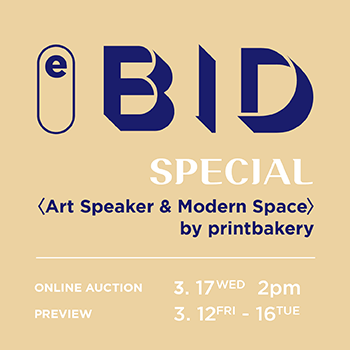 e BID
SPECIAL
〈Art Speaker & Modern Space〉
by printbakery
ONLINE AUCTION 3. 17WED 2pm
PREVIEW 3. 12FRI - 16TUE